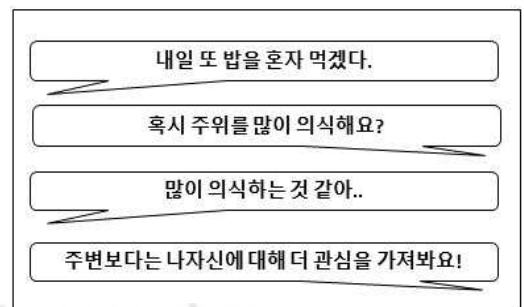 내일 또 밥을 혼자 먹겠다.
혹시 주위를 많이 의식해요?
많이 의식하는 것 같아..
주변보다는 나자신에 대해 더 관심을 가져봐요!